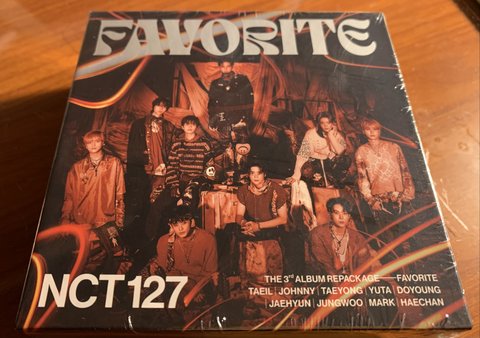 FAVORITE
NCT 127
THE 3rd ALBUM REPACKAGE — FAVORITE
TAEIL | JOHNNY | TAEYONG | YUTA | DOYOUNG
| JAEHYUN | JUNGWOO | MARK | HAECHAN